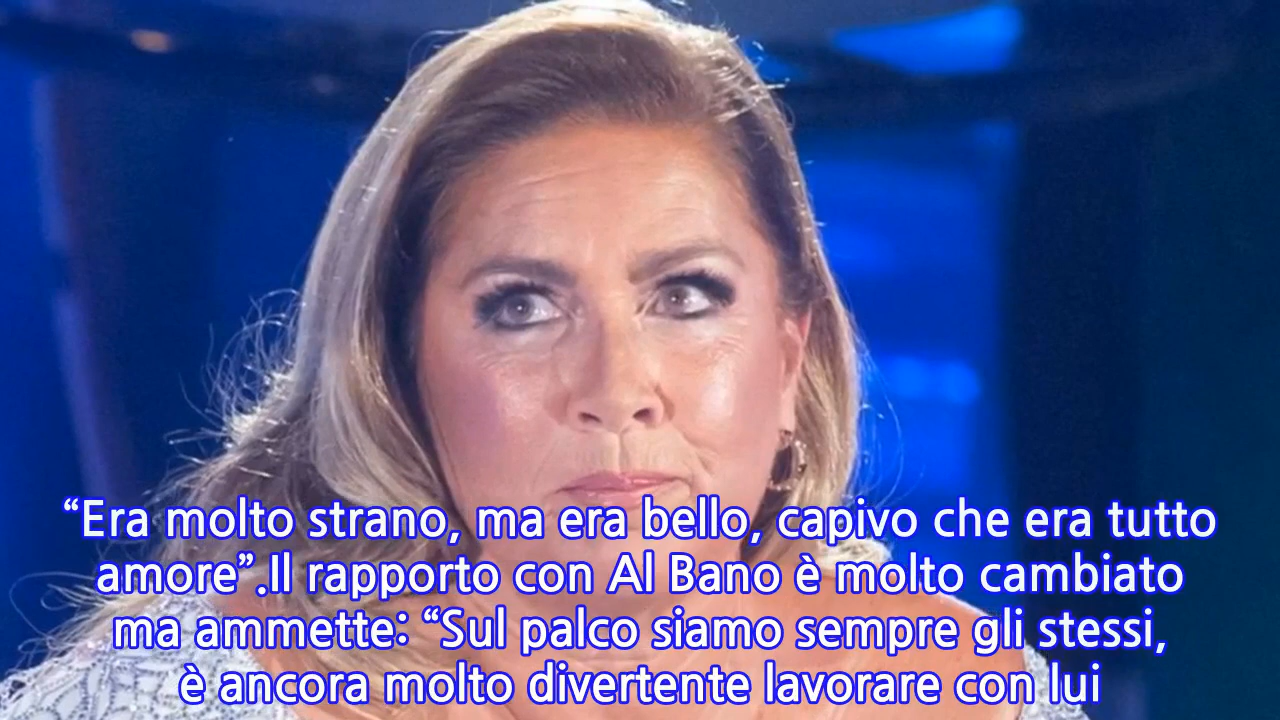 “Era molto strano, ma era bello, capivo che era tutto
amore”.Il rapporto con Al Bano è molto cambiato
ma ammette: “Sul palco siamo sempre gli stessi,
è ancora molto divertente lavorare con lui